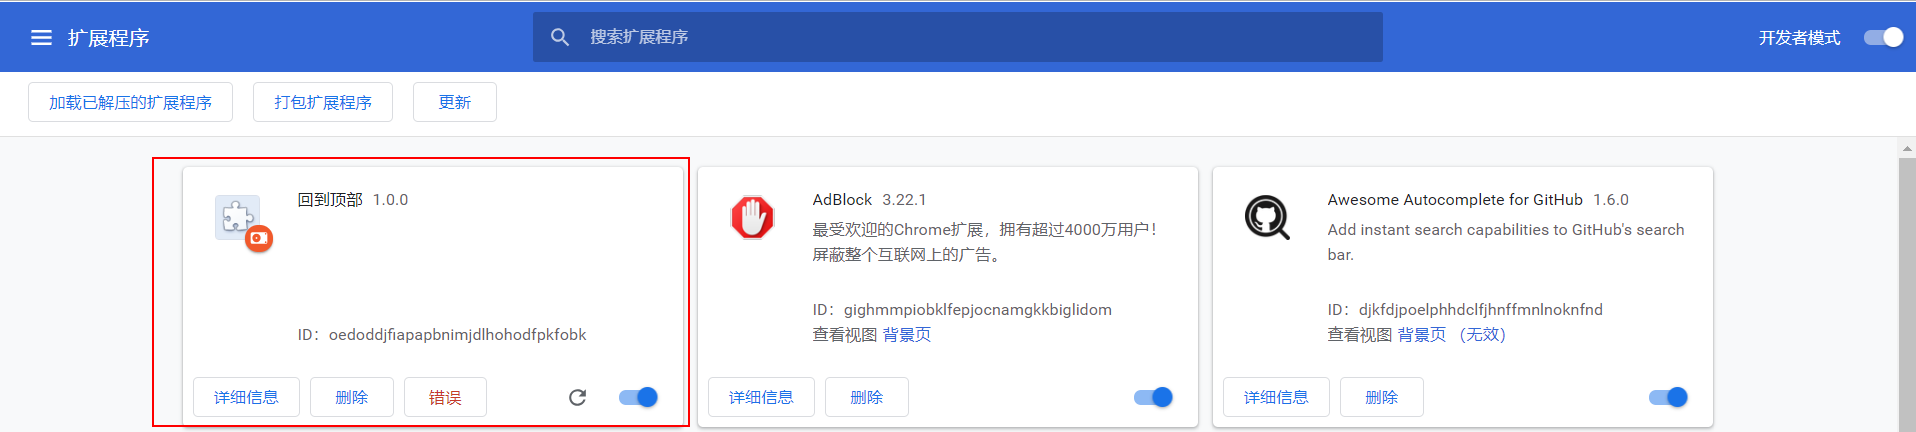 扩展程序
搜索扩展程序
开发者模式
加载已解压的扩展程序
打包扩展程序
更新
回到顶部 1.0.0
ID：oedoddjfiapapbnimjdlhohodfpkfobk
详细信息
删除
错误
AdBlock 3.22.1
最受欢迎的Chrome扩展，拥有超过4000万用户！
屏蔽整个互联网上的广告。
ID：gighmmpiobklfepjocnamgkkbiglidom
查看视图 背景页
详细信息
删除
Awesome Autocomplete for GitHub 1.6.0
Add instant search capabilities to GitHub's search
bar.
ID：djkfdjpoelphhdclfjhnffmnlnoknfnd
查看视图 背景页 （无效）
详细信息
删除